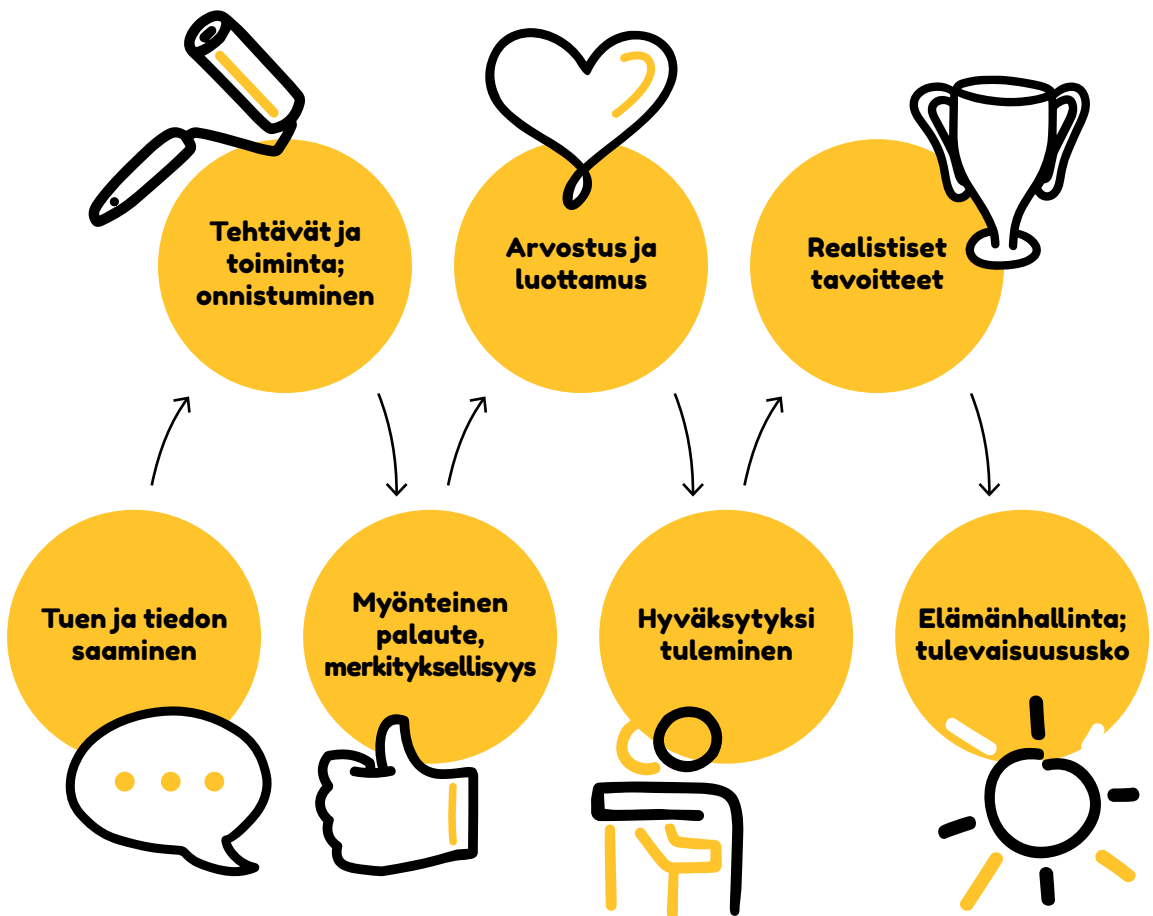 Tehtävät ja
toiminta;
onnistuminen
Arvostus ja
luottamus
Realistiset
tavoitteet
Tuen ja tiedon
saaminen
Myönteinen
palaute,
merkityksellisyys
Hyväksytyksi
tuleminen
Elämänhallinta;
tulevaisuususko